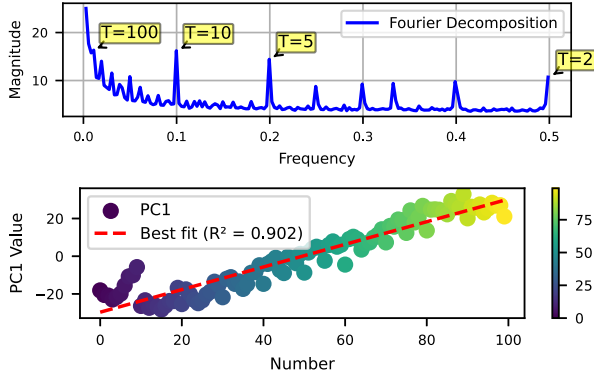 T=100
T=10
T=5
T=2
Fourier Decomposition
20
10
Magnitude
0.0 0.1 0.2 0.3 0.4 0.5
Frequency
PC1
Best fit (R² = 0.902)
20
0
−20
PC1 Value
0 20 40 60 80 100
Number
75
50
25
0